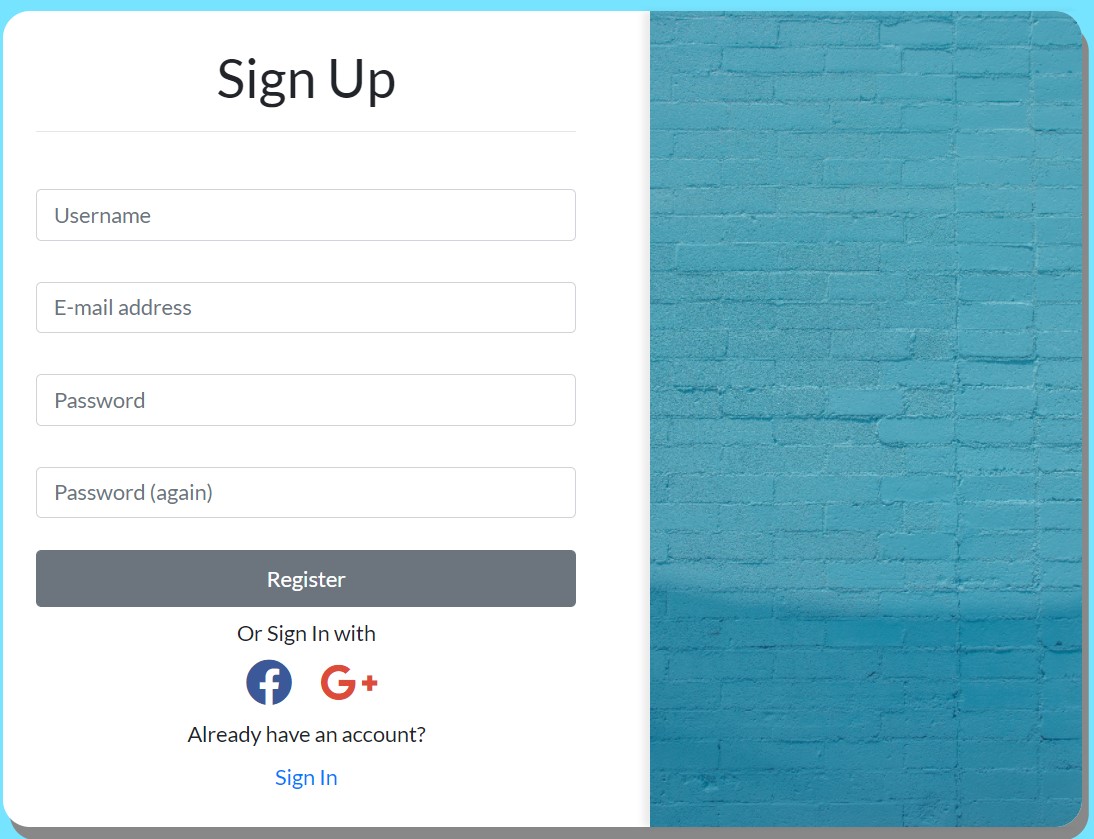 Sign Up
Username
E-mail address
Password
Password (again)
Register
Or Sign In with
G+
Already have an account?
Sign In